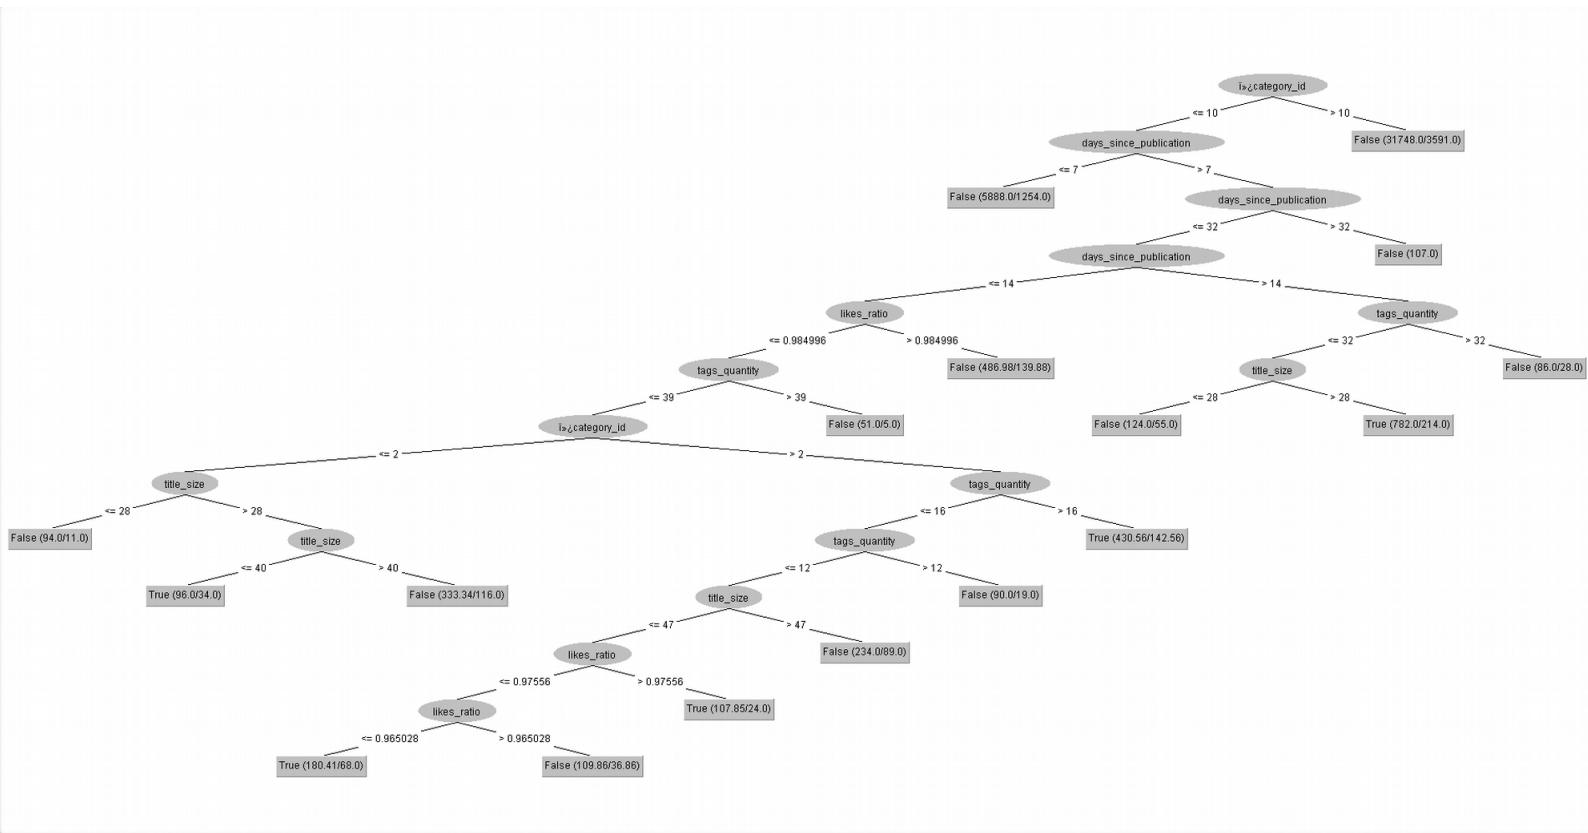 ï»¿category_id
<= 10
> 10
days_since_publication
False (31748.0/3591.0)
<= 7
> 7
False (5888.0/1254.0)
days_since_publication
<= 32
> 32
days_since_publication
False (107.0)
<= 14
> 14
likes_ratio
tags_quantity
<= 0.984996
> 0.984996
<= 32
> 32
tags_quantity
False (486.98/139.88)
title_size
False (86.0/28.0)
<= 39
> 39
<= 28
> 28
ï»¿category_id
False (51.0/5.0)
False (124.0/55.0)
True (782.0/214.0)
<= 2
> 2
title_size
tags_quantity
<= 28
> 28
<= 16
> 16
False (94.0/11.0)
title_size
tags_quantity
True (430.56/142.56)
<= 40
> 40
<= 12
> 12
True (96.0/34.0)
False (333.34/116.0)
title_size
False (90.0/19.0)
<= 47
> 47
likes_ratio
False (234.0/89.0)
<= 0.97556
> 0.97556
likes_ratio
True (107.85/24.0)
<= 0.965028
> 0.965028
True (180.41/68.0)
False (109.86/36.86)